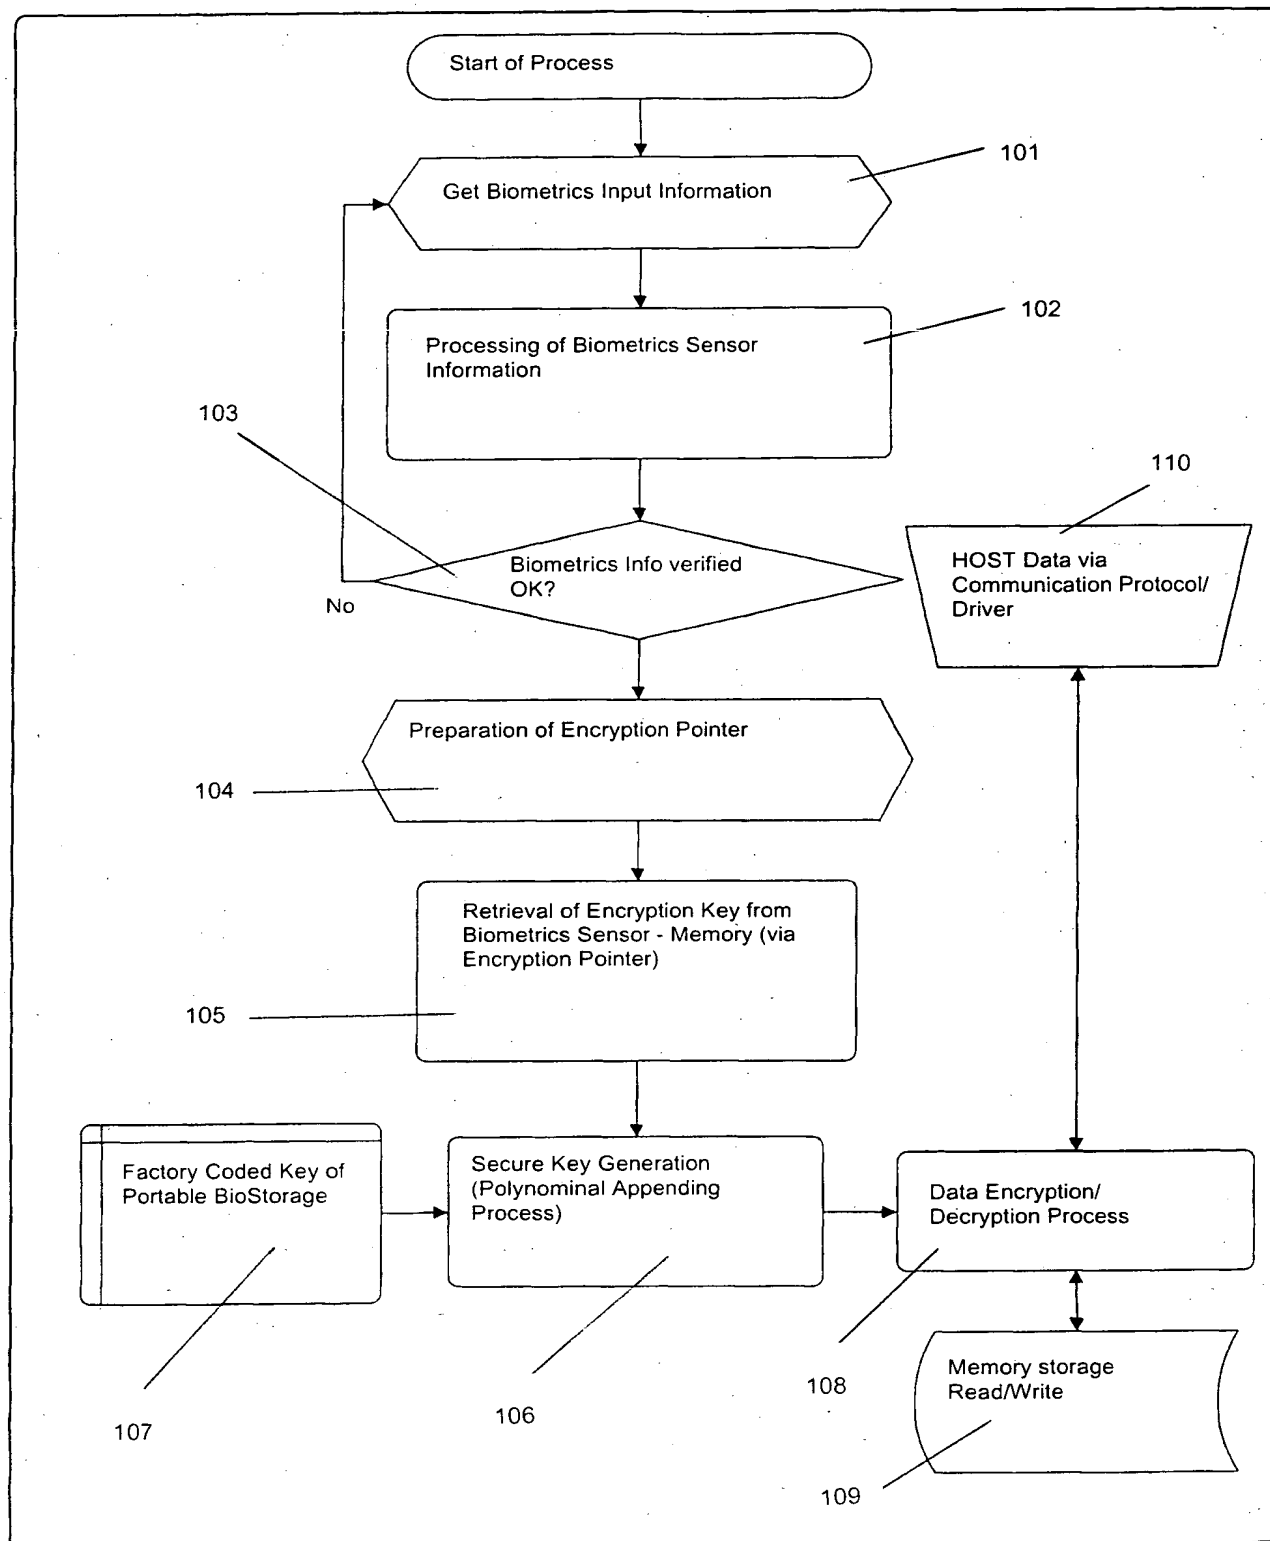 Start of Process
101
Get Biometrics Input Information
102
Processing of Biometrics Sensor
Information
103
110
Biometrics Info verified
OK?
HOST Data via
Communication Protocol/
Driver
No
Preparation of Encryption Pointer
104
Retrieval of Encryption Key from
Biometrics Sensor - Memory (via
Encryption Pointer)
105
Factory Coded Key of
Portable BioStorage
Secure Key Generation
(Polynominal Appending
Process)
Data Encryption/
Decryption Process
Memory storage
Read/Write
108
106
107
109